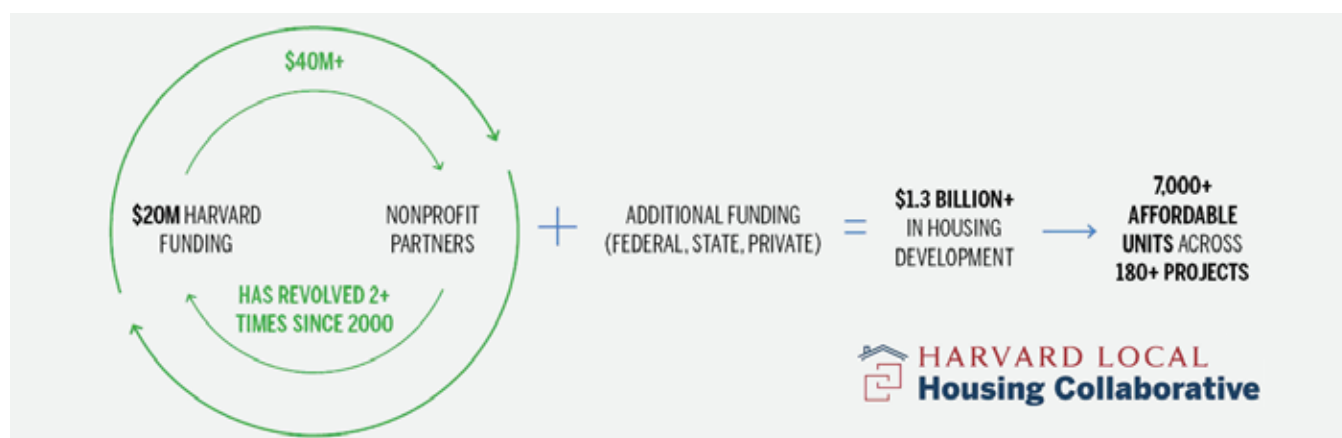 $40M+
$20M HARVARD
FUNDING
NONPROFIT
PARTNERS
HAS REVOLVED 2+
TIMES SINCE 2000
+
ADDITIONAL FUNDING
(FEDERAL, STATE, PRIVATE)
=
$1.3 BILLION+
IN HOUSING
DEVELOPMENT
7,000+
AFFORDABLE
UNITS ACROSS
180+ PROJECTS
HARVARD LOCAL
Housing Collaborative